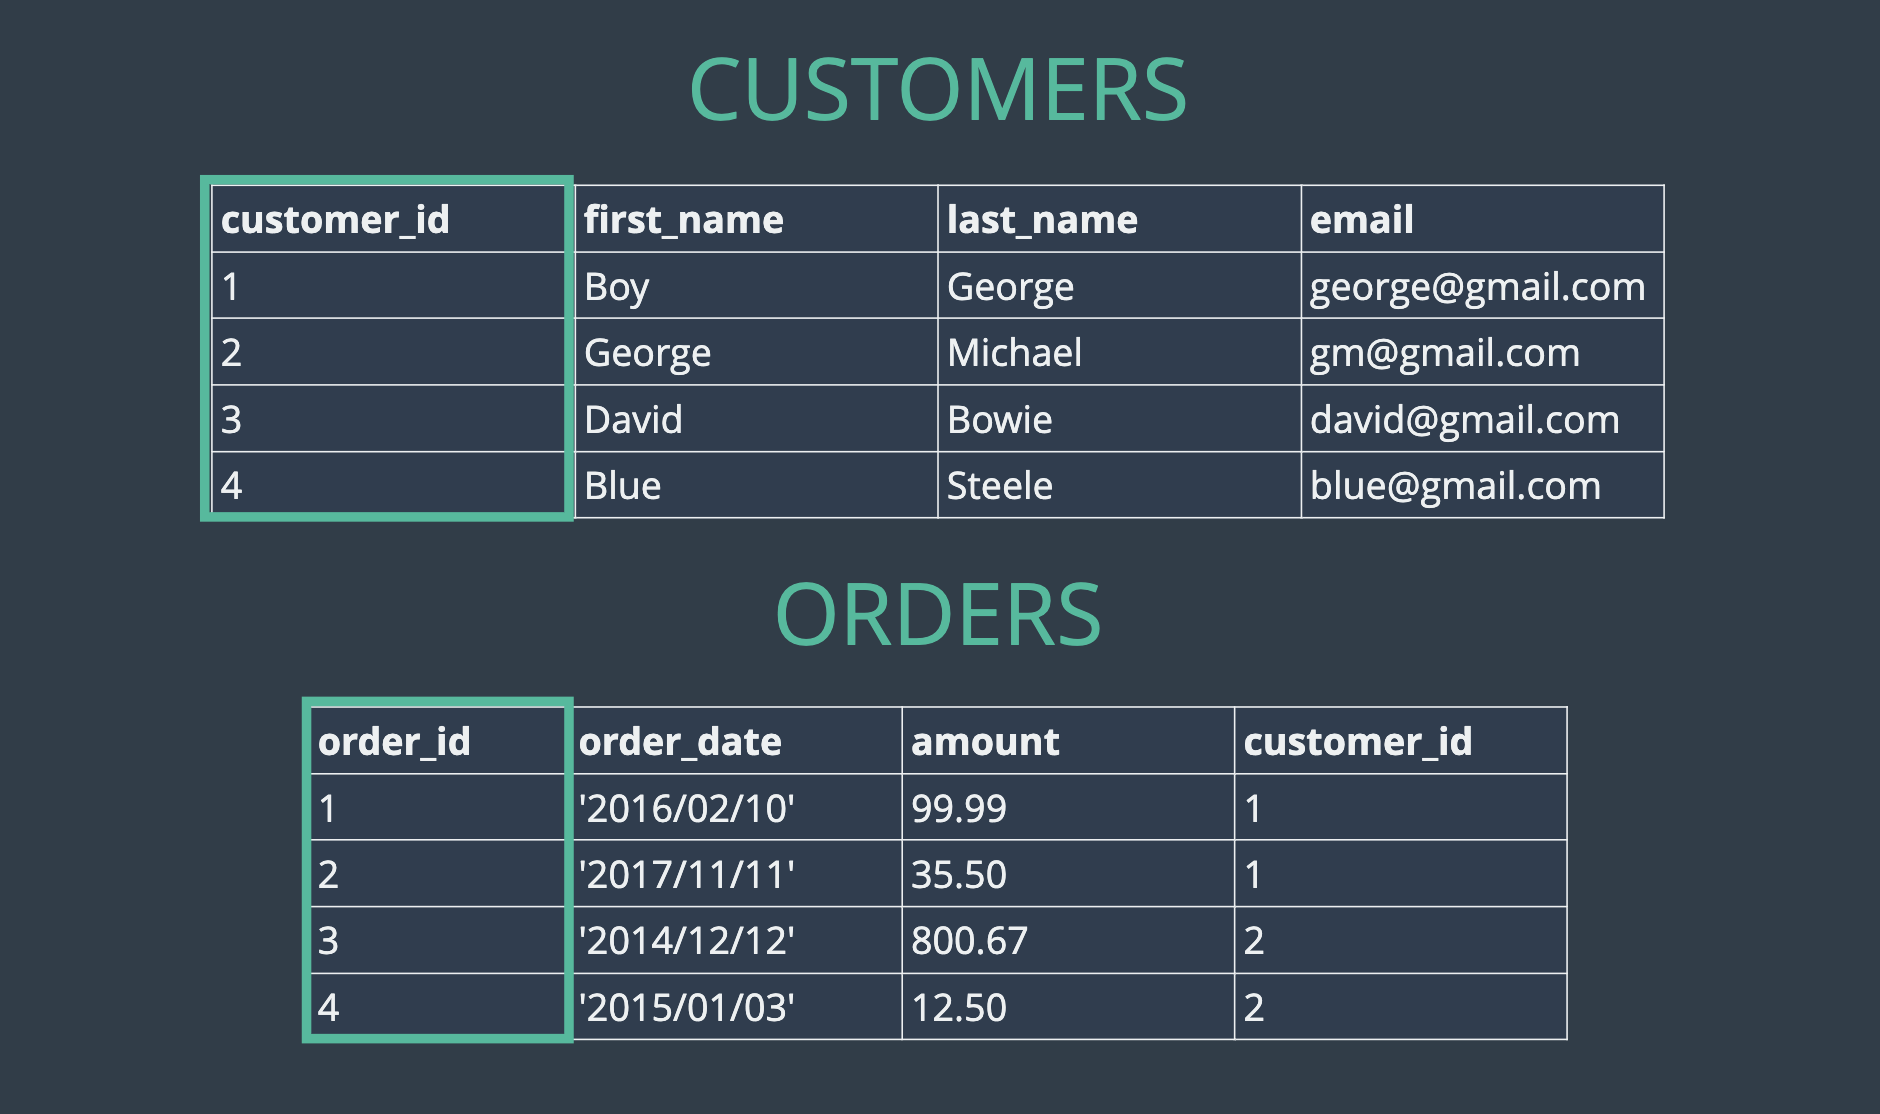 CUSTOMERS
customer_id first_name last_name email
1 Boy George george@gmail.com
2 George Michael gm@gmail.com
3 David Bowie david@gmail.com
4 Blue Steele blue@gmail.com
ORDERS
order_id order_date amount customer_id
1 '2016/02/10' 99.99 1
2 '2017/11/11' 35.50 1
3 '2014/12/12' 800.67 2
4 '2015/01/03' 12.50 2